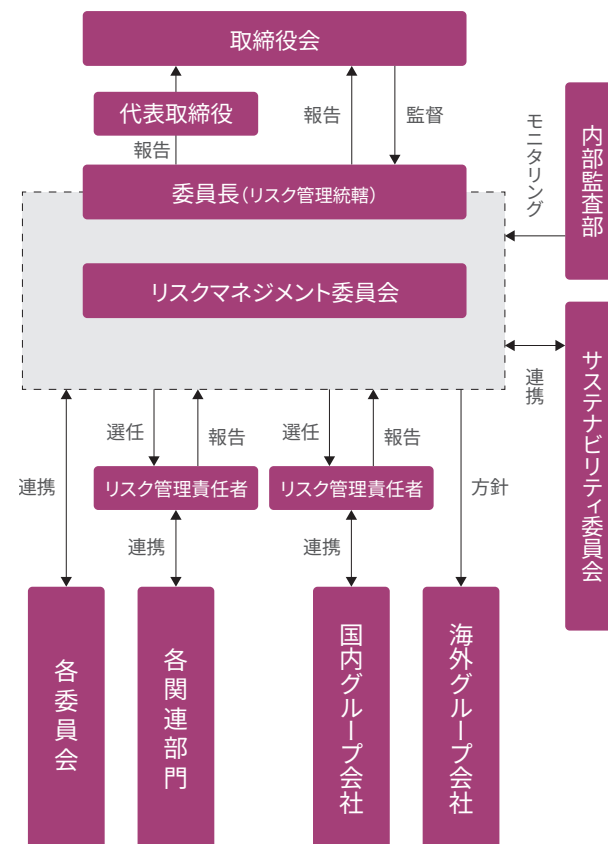 取締役会
代表取締役
報告
監督
報告
モニタリング
内部監査部
委員長（リスク管理統轄）
リスクマネジメント委員会
連携
サステナビリティ委員会
選任
報告
選任
報告
連携
リスク管理責任者
リスク管理責任者
方針
連携
連携
各委員会
各関連部門
国内グループ会社
海外グループ会社